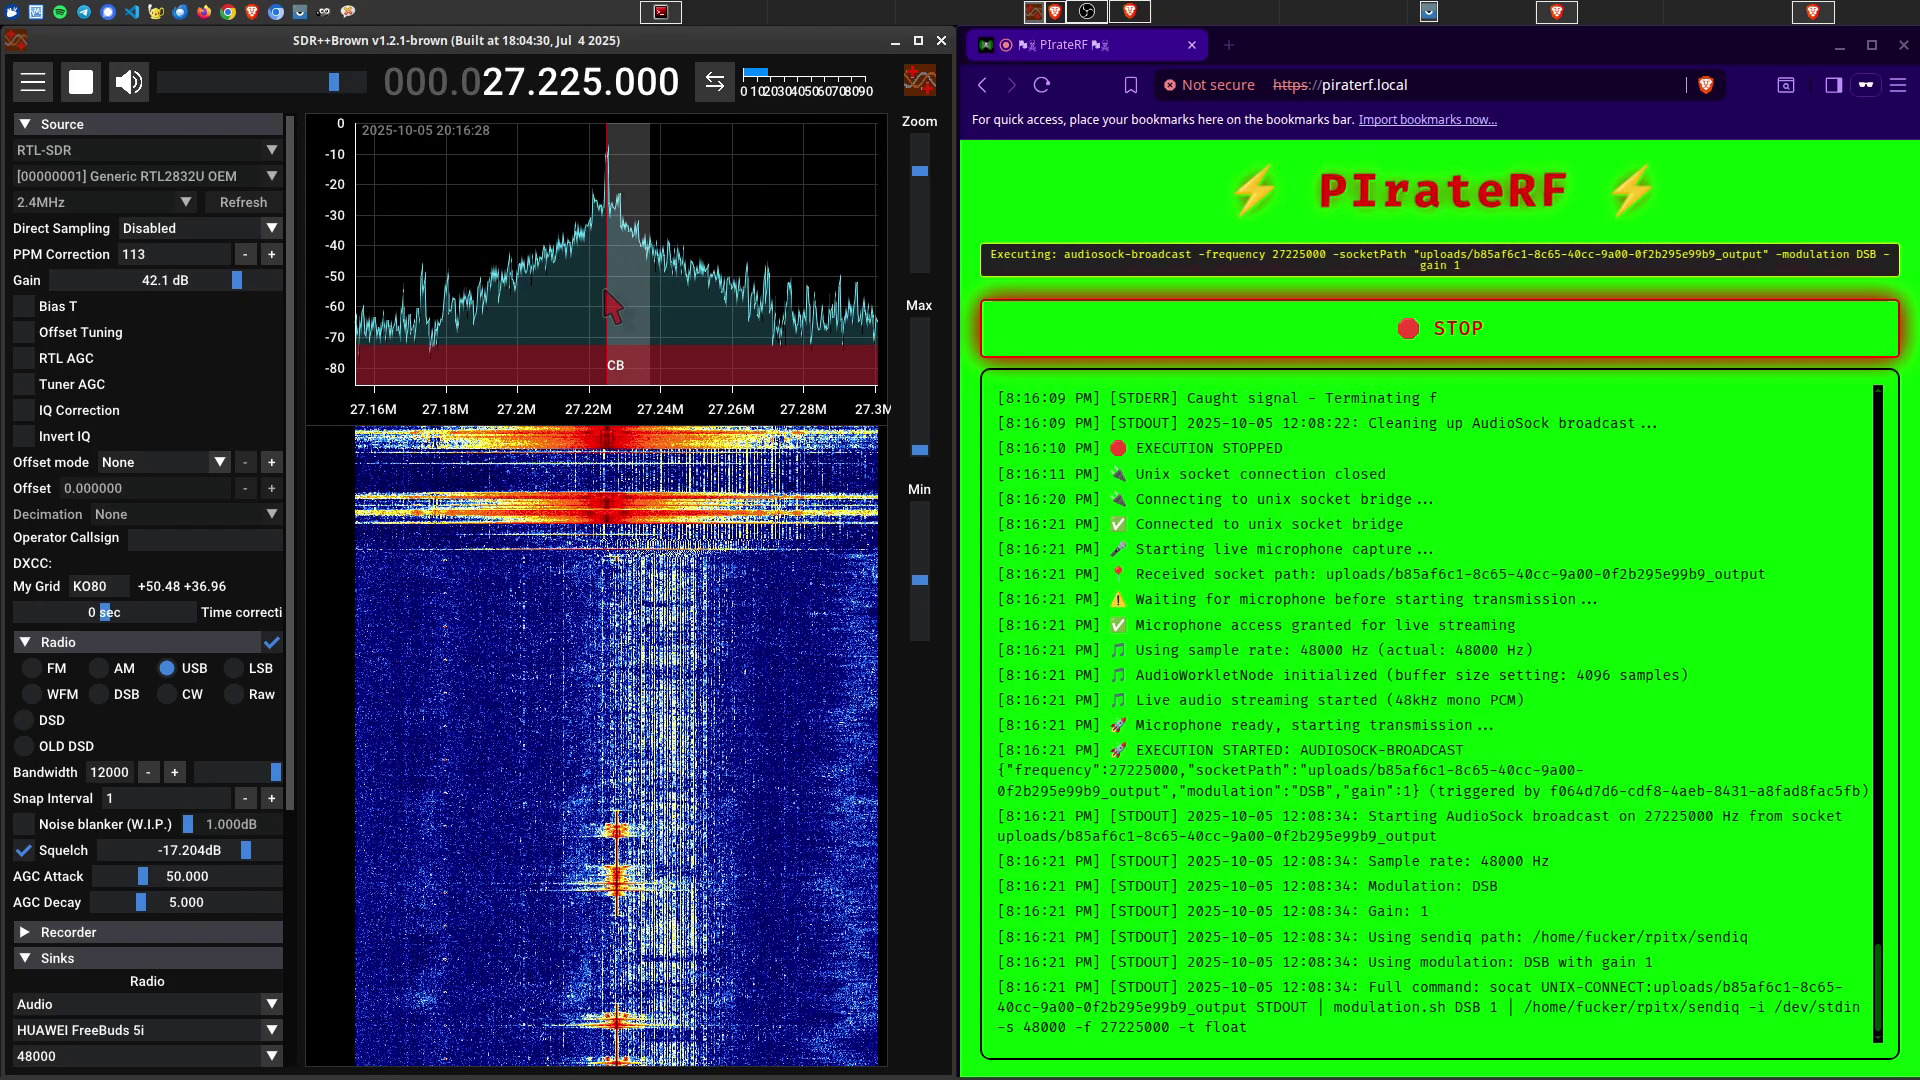 SDR++Brown v1.2.1-brown (Built at 18:04:30, Jul 4 2025)
000.027.225.000
0 102030405060708090
Source
RTL-SDR
[00000001] Generic RTL2832U OEM
2.4MHz
Refresh
Direct Sampling
Disabled
PPM Correction
113
- +
Gain
42.1 dB
Bias T
Offset Tuning
RTL AGC
Tuner AGC
IQ Correction
Invert IQ
Offset mode
None
- +
Offset
0.000000
- +
Decimation
None
Operator Callsign
DXCC:
My Grid
KO80
+50.48 +36.96
0 sec
Time correcti
Radio
FM
AM
USB
LSB
WFM
DSB
CW
Raw
DSD
OLD DSD
Bandwidth
12000
- +
Snap Interval
1
- +
Noise blanker (W.I.P.)
1.000dB
Squelch
-17.204dB
AGC Attack
50.000
AGC Decay
5.000
Recorder
Sinks
Radio
Audio
HUAWEI FreeBuds 5i
48000
2025-10-05 20:16:28
0
-10
-20
-30
-40
-50
-60
-70
-80
CB
27.16M
27.18M
27.2M
27.22M
27.24M
27.26M
27.28M
27.3M
Zoom
Max
Min
PIrateRF
Not secure
https://piraterf.local
For quick access, place your bookmarks here on the bookmarks bar. Import bookmarks now...
⚡ PIrateRF ⚡
Executing: audiosock-broadcast -frequency 27225000 -socketPath "uploads/b85af6c1-8c65-40cc-9a00-0f2b295e99b9_output" -modulation DSB -
gain 1
🛑 STOP
[8:16:09 PM] [STDERR] Caught signal - Terminating f
[8:16:09 PM] [STDOUT] 2025-10-05 12:08:22: Cleaning up AudioSock broadcast...
[8:16:10 PM] 🛑 EXECUTION STOPPED
[8:16:11 PM] 🔌 Unix socket connection closed
[8:16:20 PM] 🔌 Connecting to unix socket bridge...
[8:16:21 PM] ✅ Connected to unix socket bridge
[8:16:21 PM] 🎤 Starting live microphone capture...
[8:16:21 PM] 📍 Received socket path: uploads/b85af6c1-8c65-40cc-9a00-0f2b295e99b9_output
[8:16:21 PM] ⚠️ Waiting for microphone before starting transmission...
[8:16:21 PM] ✅ Microphone access granted for live streaming
[8:16:21 PM] 🎵 Using sample rate: 48000 Hz (actual: 48000 Hz)
[8:16:21 PM] 🎵 AudioWorkletNode initialized (buffer size setting: 4096 samples)
[8:16:21 PM] 🎵 Live audio streaming started (48kHz mono PCM)
[8:16:21 PM] 🚀 Microphone ready, starting transmission...
[8:16:21 PM] 🚀 EXECUTION STARTED: AUDIOSOCK-BROADCAST
{"frequency":27225000,"socketPath":"uploads/b85af6c1-8c65-40cc-9a00-
0f2b295e99b9_output","modulation":"DSB","gain":1} (triggered by f064d7d6-cdf8-4aeb-8431-a8fad8fac5fb)
[8:16:21 PM] [STDOUT] 2025-10-05 12:08:34: Starting AudioSock broadcast on 27225000 Hz from socket
uploads/b85af6c1-8c65-40cc-9a00-0f2b295e99b9_output
[8:16:21 PM] [STDOUT] 2025-10-05 12:08:34: Sample rate: 48000 Hz
[8:16:21 PM] [STDOUT] 2025-10-05 12:08:34: Modulation: DSB
[8:16:21 PM] [STDOUT] 2025-10-05 12:08:34: Gain: 1
[8:16:21 PM] [STDOUT] 2025-10-05 12:08:34: Using sendiq path: /home/fucker/rpitx/sendiq
[8:16:21 PM] [STDOUT] 2025-10-05 12:08:34: Using modulation: DSB with gain 1
[8:16:21 PM] [STDOUT] 2025-10-05 12:08:34: Full command: socat UNIX-CONNECT:uploads/b85af6c1-8c65-
40cc-9a00-0f2b295e99b9_output STDOUT | modulation.sh DSB 1 | /home/fucker/rpitx/sendiq -i /dev/stdin
-s 48000 -f 27225000 -t float